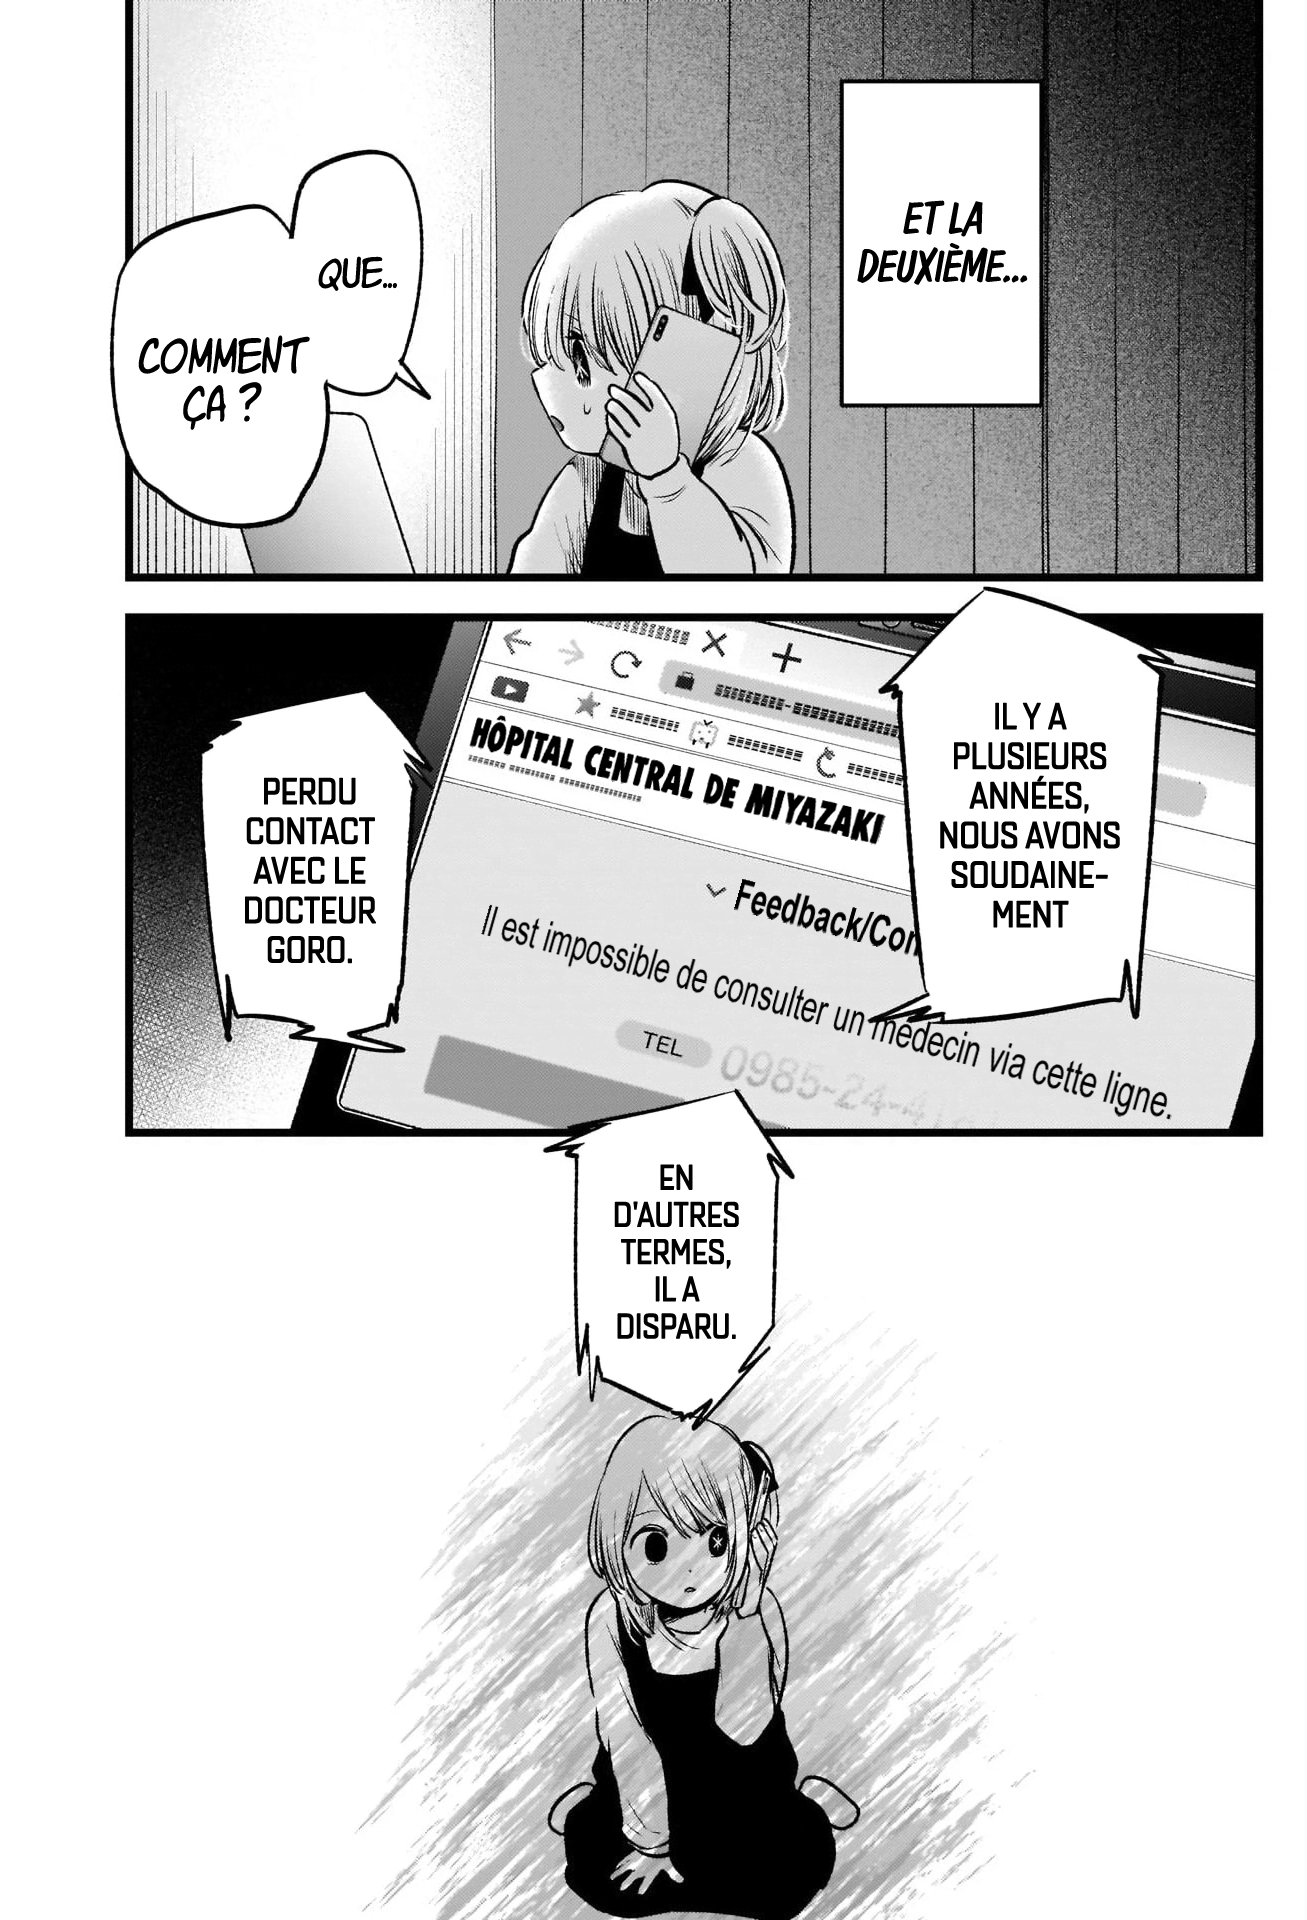 ET LA
DEUXIÈME...
QUE...
COMMENT
ÇA ?
IL Y A
PLUSIEURS
ANNÉES,
NOUS AVONS
SOUDAINE-
MENT
HÔPITAL CENTRAL DE MIYAZAKI
Feedback/Con
Il est impossible de consulter un médecin via cette ligne.
TEL
0985-24-4
PERDU
CONTACT
AVEC LE
DOCTEUR
GORO.
EN
D'AUTRES
TERMES,
IL A
DISPARU.